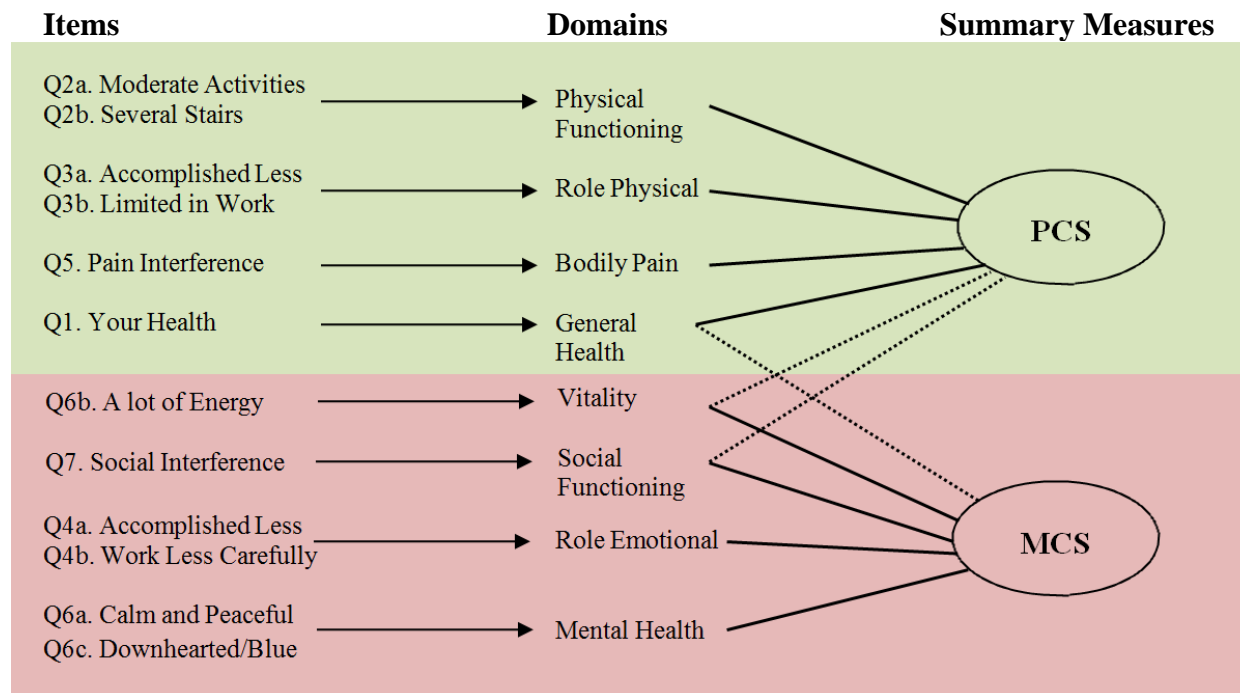 Items Domains Summary Measures
Q2a. Moderate Activities
Q2b. Several Stairs
Physical
Functioning
Q3a. Accomplished Less
Q3b. Limited in Work
Role Physical
PCS
Q5. Pain Interference
Bodily Pain
Q1. Your Health
General
Health
Q6b. A lot of Energy
Vitality
Q7. Social Interference
Social
Functioning
Q4a. Accomplished Less
Q4b. Work Less Carefully
Role Emotional
MCS
Q6a. Calm and Peaceful
Q6c. Downhearted/Blue
Mental Health